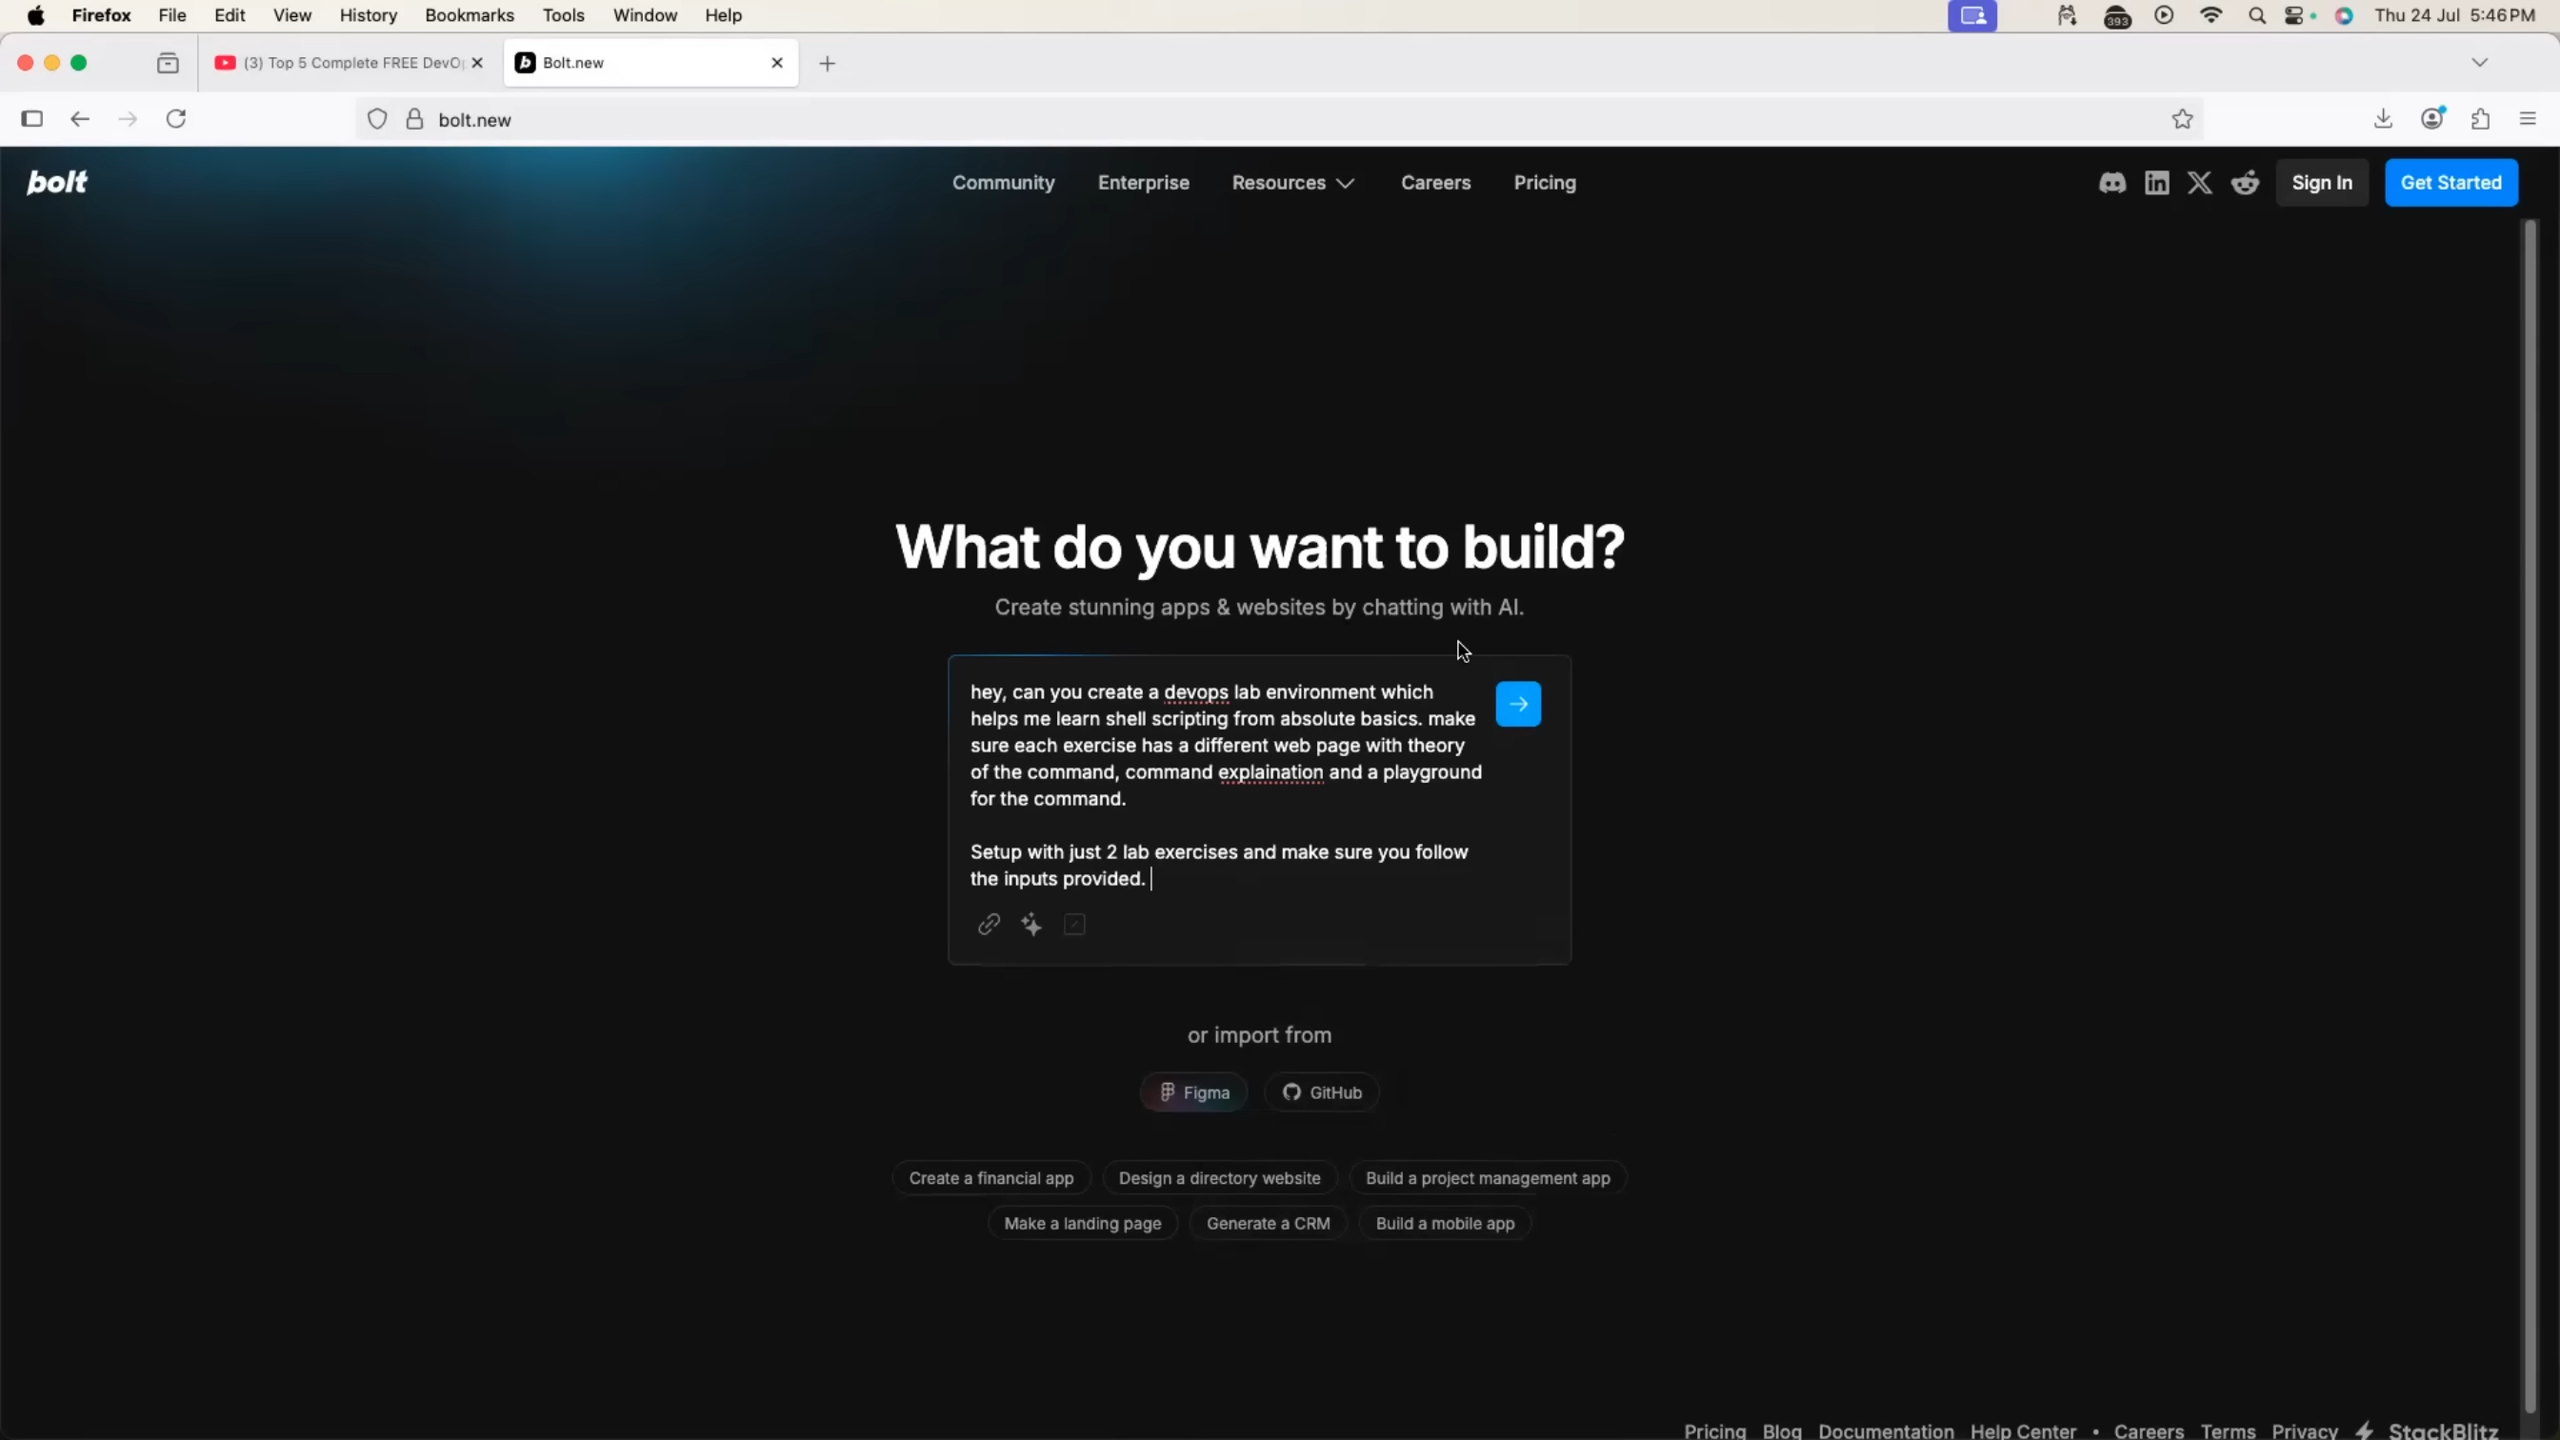 Firefox File Edit View History Bookmarks Tools Window Help 393 Thu 24 Jul 5:46 PM
(3) Top 5 Complete FREE DevO
Bolt.new
bolt.new
bolt Community Enterprise Resources Careers Pricing Sign In Get Started
What do you want to build?
Create stunning apps & websites by chatting with AI.
hey, can you create a devops lab environment which
helps me learn shell scripting from absolute basics. make
sure each exercise has a different web page with theory
of the command, command explaination and a playground
for the command.
Setup with just 2 lab exercises and make sure you follow
the inputs provided.
or import from
Figma GitHub
Create a financial app Design a directory website Build a project management app
Make a landing page Generate a CRM Build a mobile app
Pricing Blog Documentation Help Center • Careers Terms Privacy StackBlitz